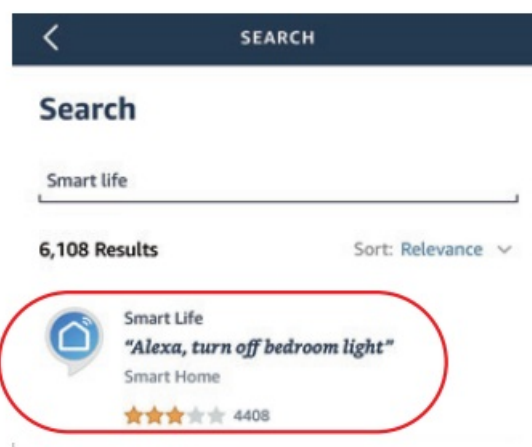 SEARCH
Search
Smart life
6,108 Results Sort: Relevance
Smart Life
“Alexa, turn off bedroom light”
Smart Home
4408